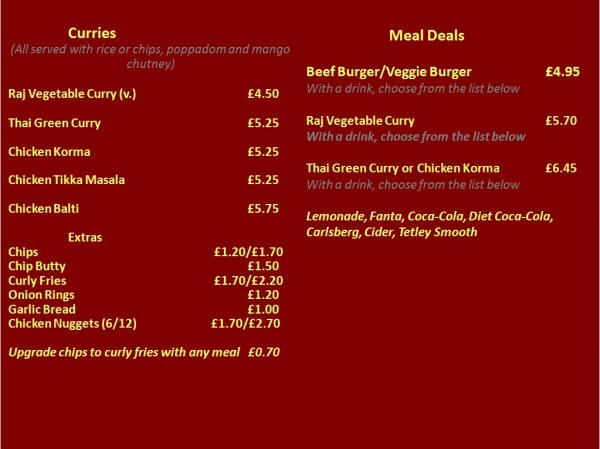 Curries
(All served with rice or chips, poppadom and mango
chutney)
Raj Vegetable Curry (v.) £4.50
Thai Green Curry £5.25
Chicken Korma £5.25
Chicken Tikka Masala £5.25
Chicken Balti £5.75
Extras
Chips £1.20/£1.70
Chip Butty £1.50
Curly Fries £1.70/£2.20
Onion Rings £1.20
Garlic Bread £1.00
Chicken Nuggets (6/12) £1.70/£2.70
Upgrade chips to curly fries with any meal £0.70
Meal Deals
Beef Burger/Veggie Burger £4.95
With a drink, choose from the list below
Raj Vegetable Curry £5.70
With a drink, choose from the list below
Thai Green Curry or Chicken Korma £6.45
With a drink, choose from the list below
Lemonade, Fanta, Coca-Cola, Diet Coca-Cola,
Carlsberg, Cider, Tetley Smooth